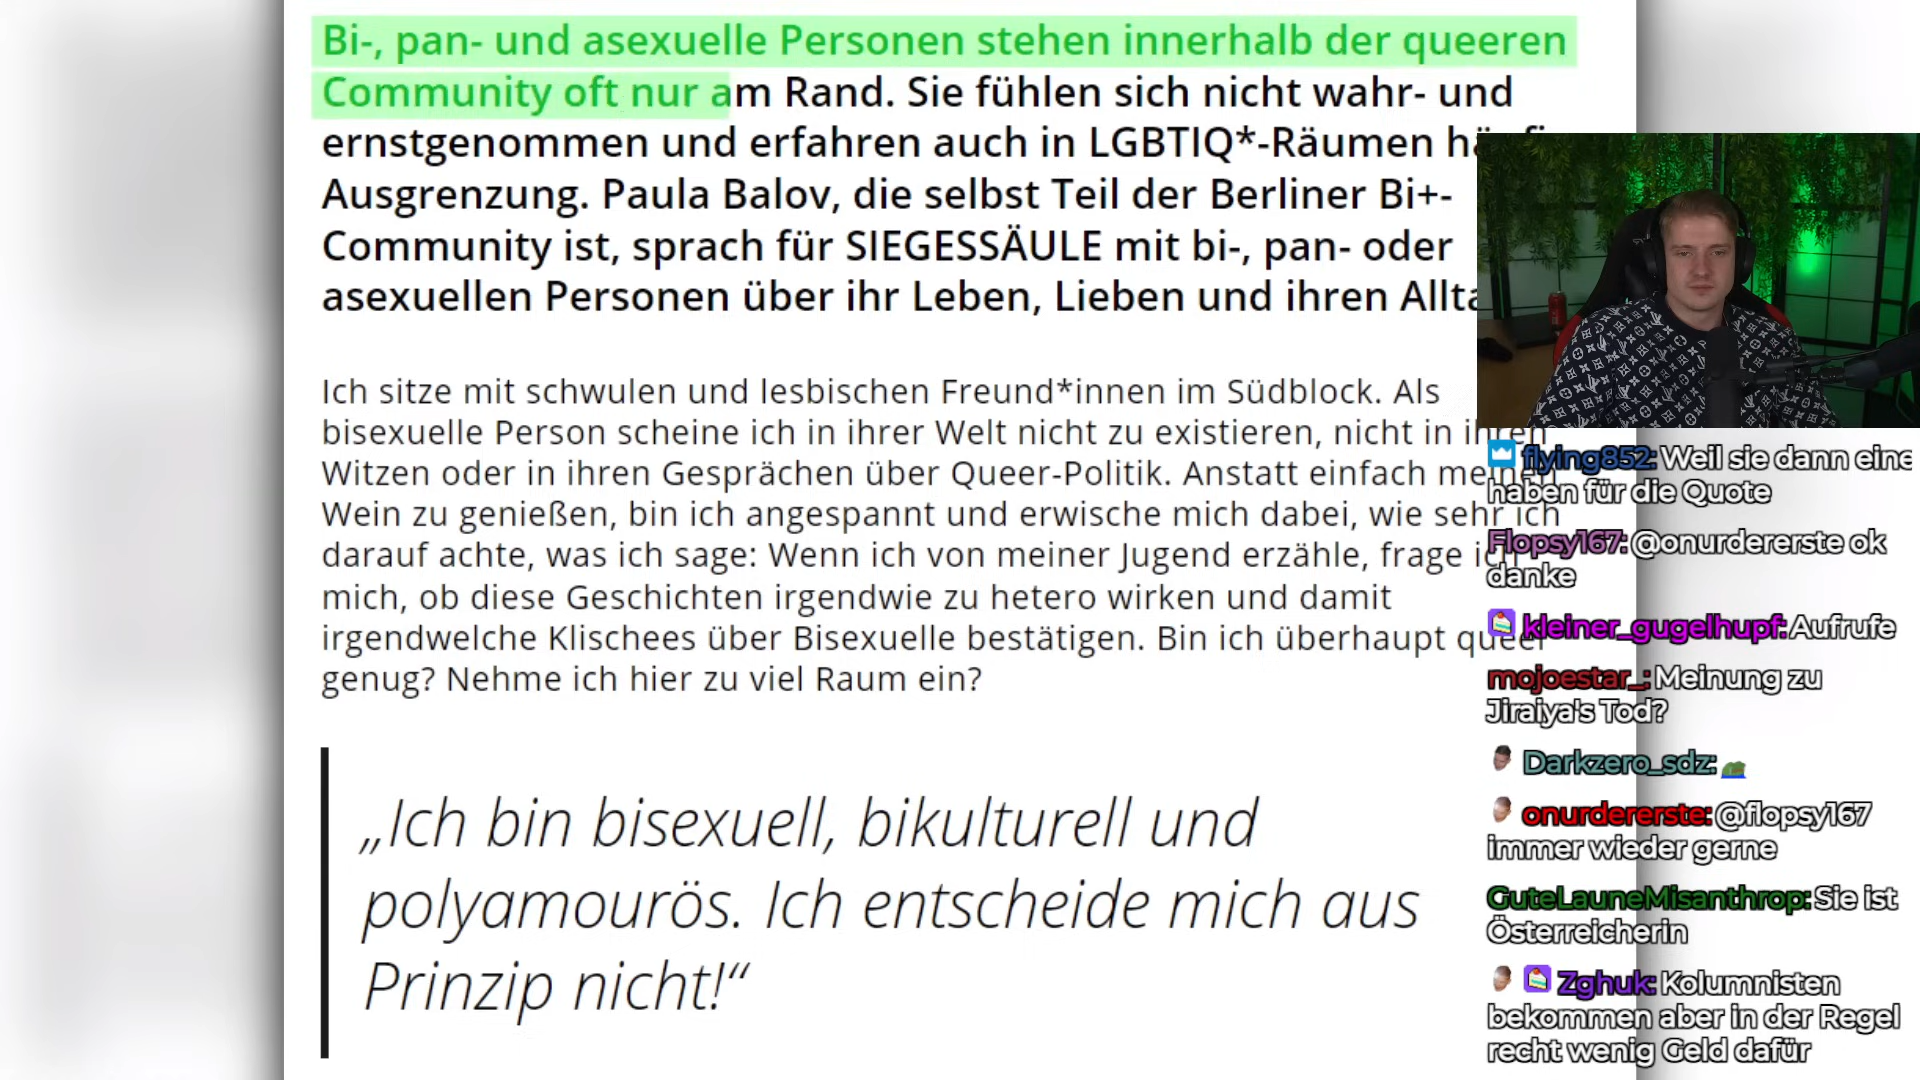 Bi-, pan- und asexuelle Personen stehen innerhalb der queeren
Community oft nur am Rand. Sie fühlen sich nicht wahr- und
ernstgenommen und erfahren auch in LGBTIQ*-Räumen
Ausgrenzung. Paula Balov, die selbst Teil der Berliner Bi+-
Community ist, sprach für SIEGESSÄULE mit bi-, pan- oder
asexuellen Personen über ihr Leben, Lieben und ihren
Ich sitze mit schwulen und lesbischen Freund*innen im Südblock. Als
bisexuelle Person scheine ich in ihrer Welt nicht zu existieren, nicht in ihren
Witzen oder in ihren Gesprächen über Queer-Politik. Anstatt einfach meinen
Wein zu genießen, bin ich angespannt und erwische mich dabei, wie sehr ich
darauf achte, was ich sage: Wenn ich von meiner Jugend erzähle, frage ich
mich, ob diese Geschichten irgendwie zu hetero wirken und damit
irgendwelche Klischees über Bisexuelle bestätigen. Bin ich überhaupt queer
genug? Nehme ich hier zu viel Raum ein?
„Ich bin bisexuell, bikulturell und
polyamourös. Ich entscheide mich aus
Prinzip nicht!“
flying852: Weil sie dann eine
haben für die Quote
Flopsy167: @onurdererste ok
danke
kleiner_gugelhupf: Aufrufe
mojoestar_: Meinung zu
Jiraiya's Tod?
Darkzero_sdz:
onurdererste: @flopsy167
immer wieder gerne
GuteLauneMisanthrop: Sie ist
Österreicherin
Zghuk: Kolumnisten
bekommen aber in der Regel
recht wenig Geld dafür